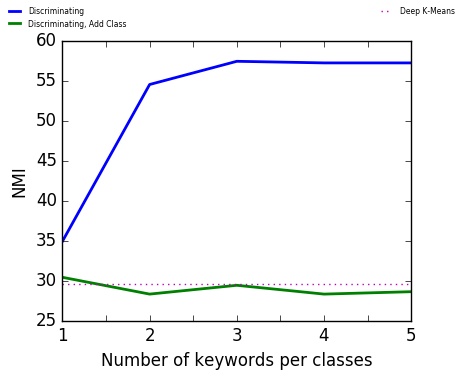 Discriminating
Discriminating, Add Class
Deep K-Means
60
55
50
45
40
35
30
25
NMI
1 2 3 4 5
Number of keywords per classes